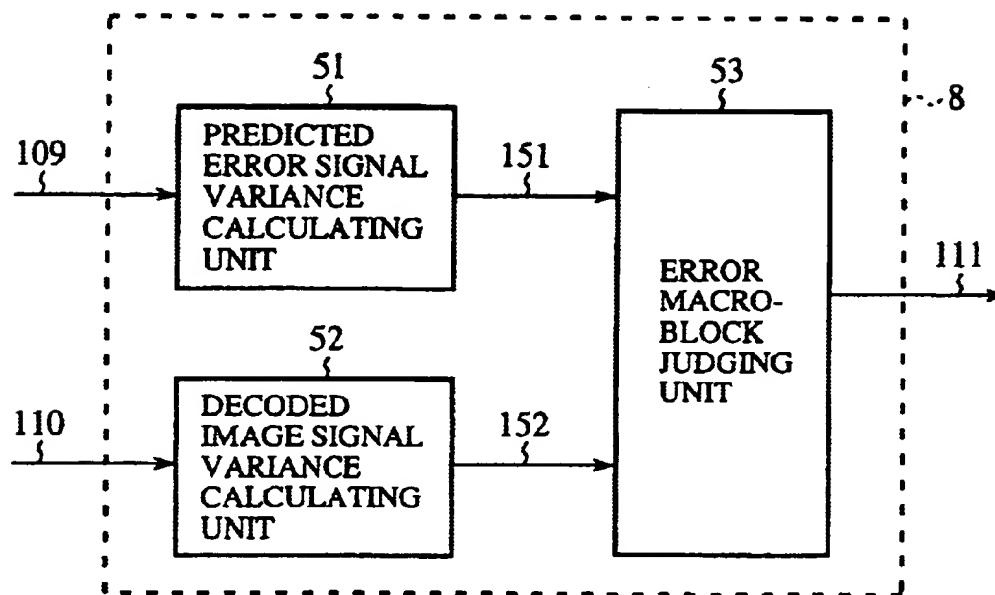 51
53
8
PREDICTED
ERROR SIGNAL
VARIANCE
CALCULATING
UNIT
109
151
ERROR
MACRO-
BLOCK
JUDGING
UNIT
111
52
DECODED
IMAGE SIGNAL
VARIANCE
CALCULATING
UNIT
110
152